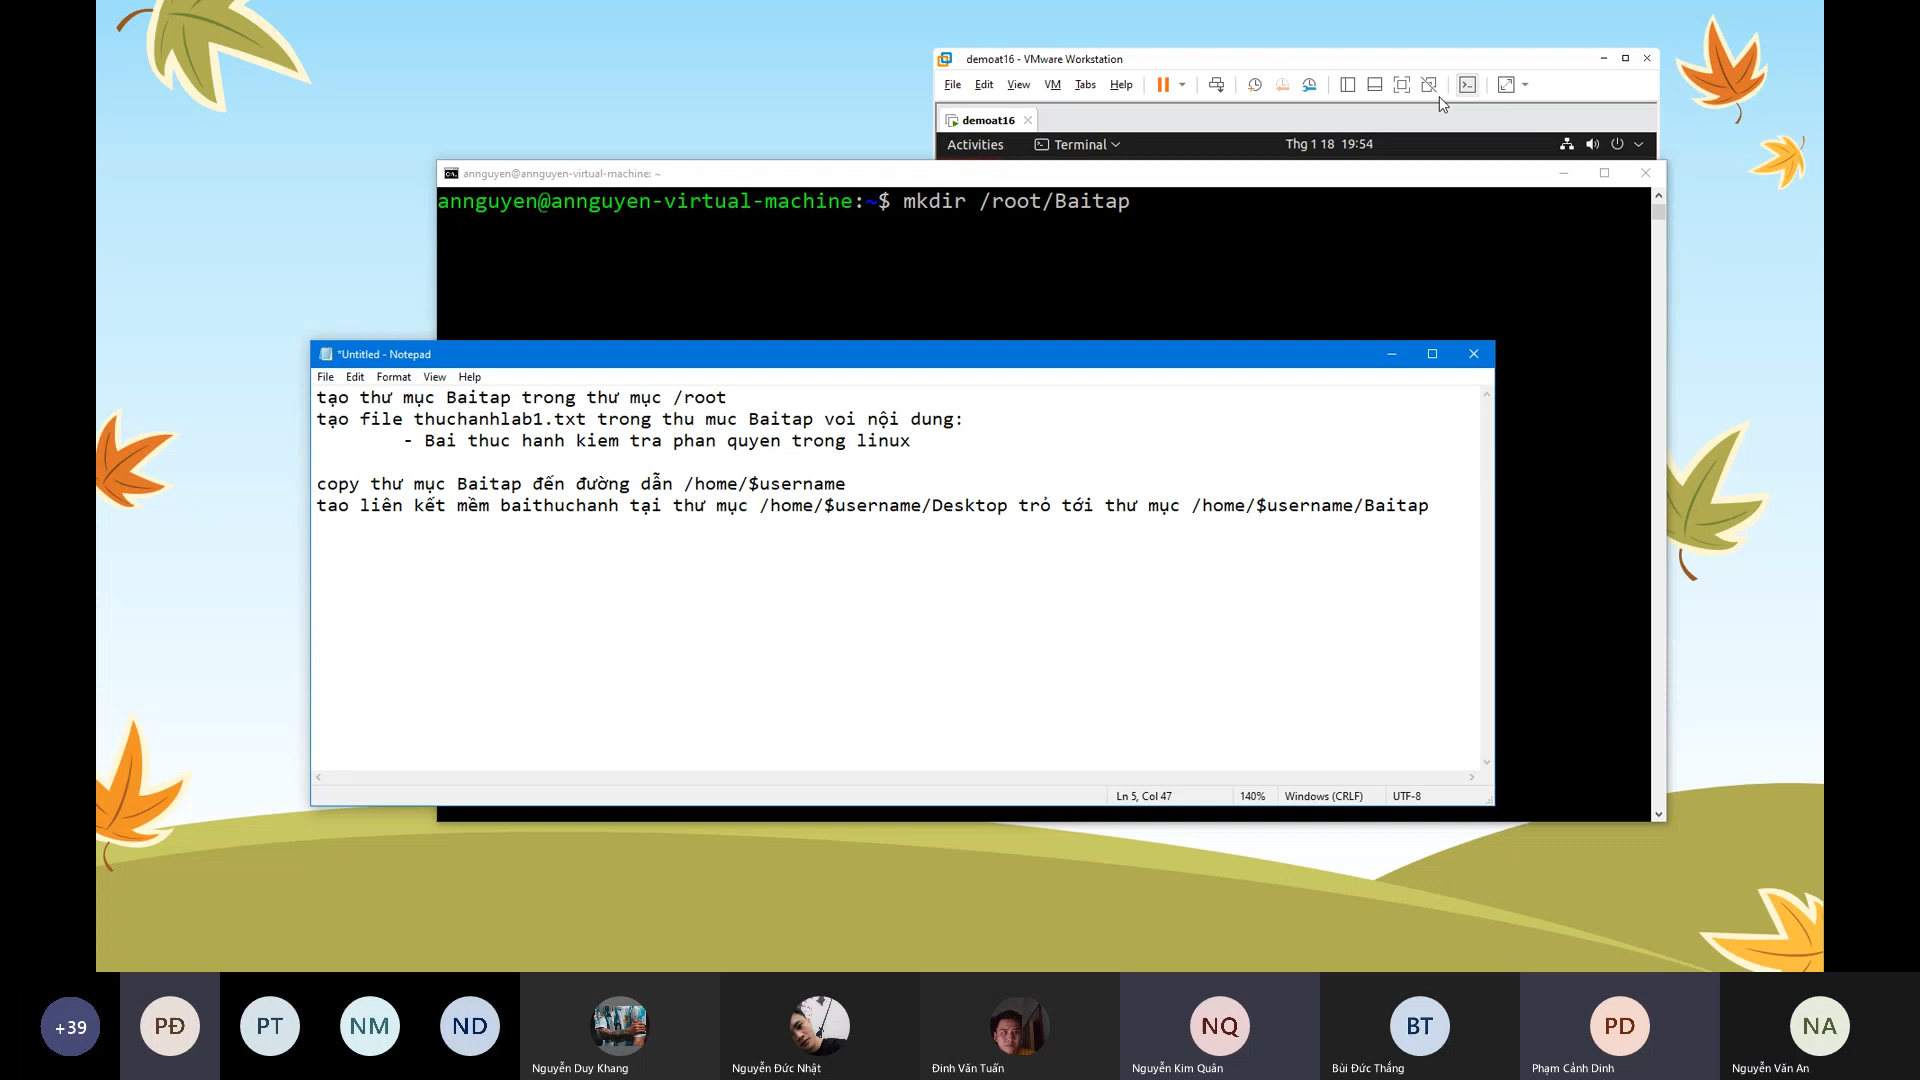 demoat16 - VMware Workstation
File Edit View VM Tabs Help
demoat16
Activities Terminal Thg 1 18 19:54
annguyen@annguyen-virtual-machine: ~
annguyen@annguyen-virtual-machine:~$ mkdir /root/Baitap
*Untitled - Notepad
File Edit Format View Help
tạo thư mục Baitap trong thư mục /root
tạo file thuchanhlab1.txt trong thu muc Baitap voi nội dung:
- Bai thuc hanh kiem tra phan quyen trong linux
copy thư mục Baitap đến đường dẫn /home/$username
tao liên kết mềm baithuchanh tại thư mục /home/$username/Desktop trỏ tới thư mục /home/$username/Baitap
Ln 5, Col 47 140% Windows (CRLF) UTF-8
+39 PĐ PT NM ND NQ BT PD NA
Nguyễn Duy Khang Nguyễn Đức Nhật Đinh Văn Tuấn Nguyễn Kim Quân Bùi Đức Thắng Phạm Cảnh Dinh Nguyễn Văn An